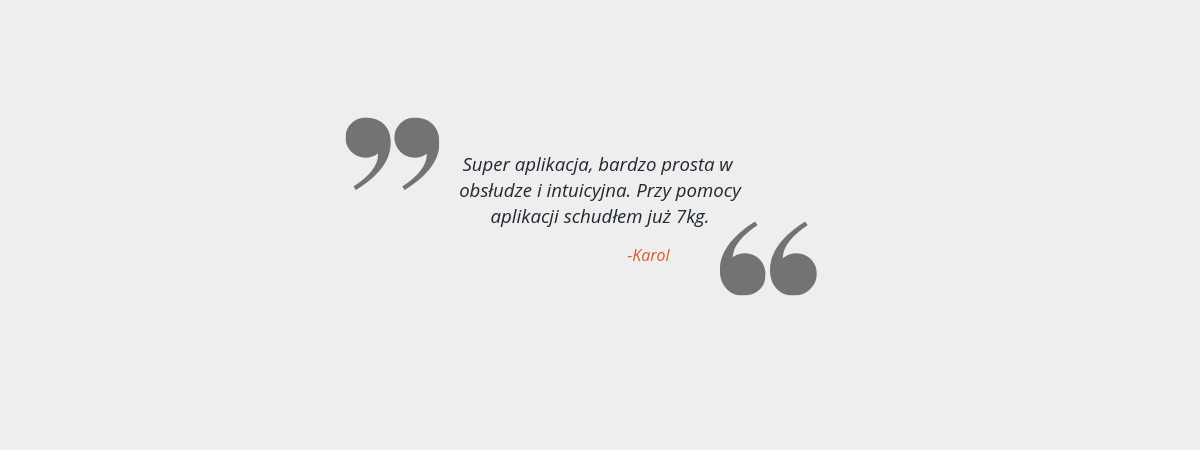 Super aplikacja, bardzo prosta w
obsłudze i intuicyjna. Przy pomocy
aplikacji schudłem już 7kg.
-Karol